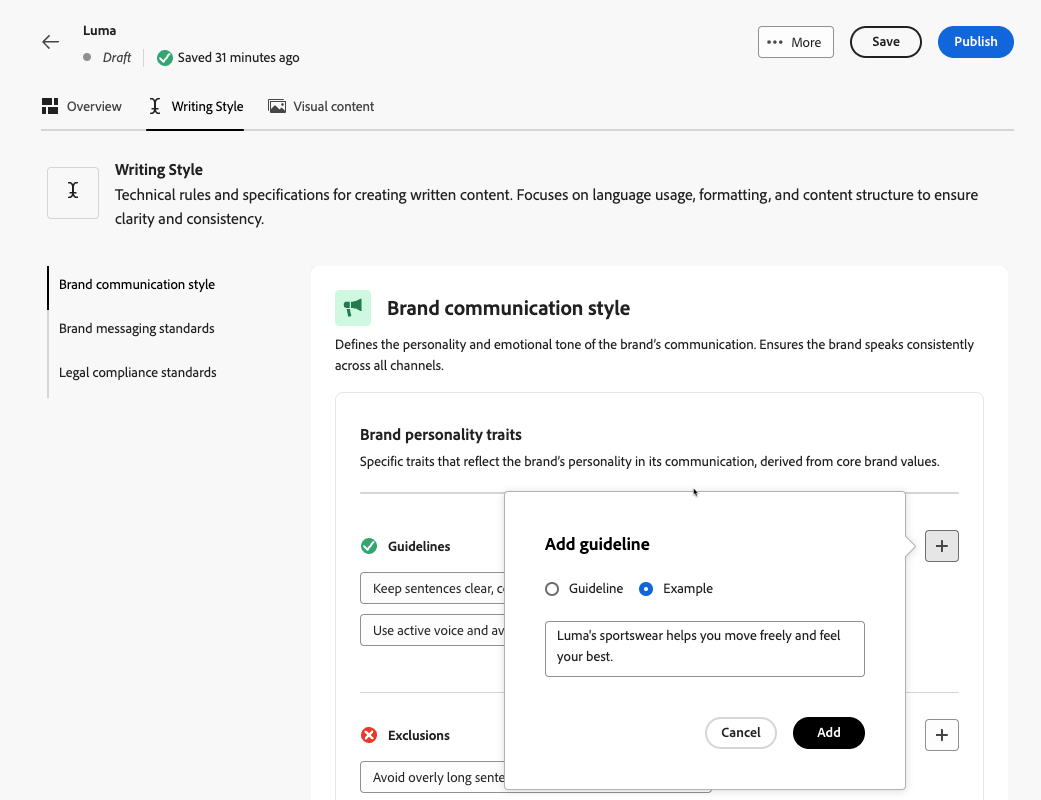 Luma
Draft
Saved 31 minutes ago
More
Save
Publish
Overview
Writing Style
Visual content
Writing Style
Technical rules and specifications for creating written content. Focuses on language usage, formatting, and content structure to ensure
clarity and consistency.
Brand communication style
Brand messaging standards
Legal compliance standards
Brand communication style
Defines the personality and emotional tone of the brand's communication. Ensures the brand speaks consistently
across all channels.
Brand personality traits
Specific traits that reflect the brand's personality in its communication, derived from core brand values.
Guidelines
Keep sentences clear,
Use active voice and
Add guideline
Guideline
Example
Luma's sportswear helps you move freely and feel
your best.
Cancel
Add
Exclusions
Avoid overly long